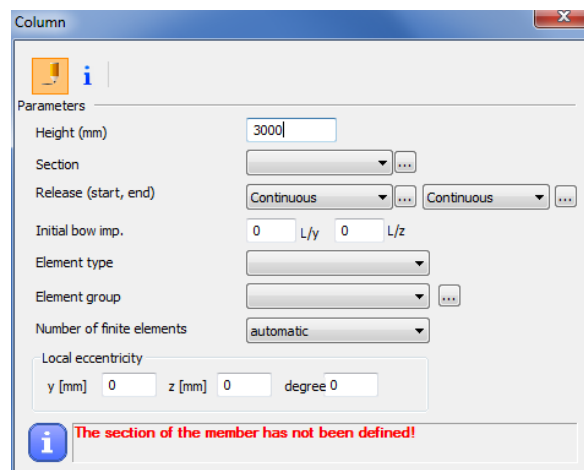 Column
X
i
Parameters
Height (mm) 3000
Section ...
Release (start, end) Continuous ... Continuous ...
Initial bow imp. 0 L/y 0 L/z
Element type
Element group ...
Number of finite elements automatic
Local eccentricity
y [mm] 0 z [mm] 0 degree 0
i The section of the member has not been defined!